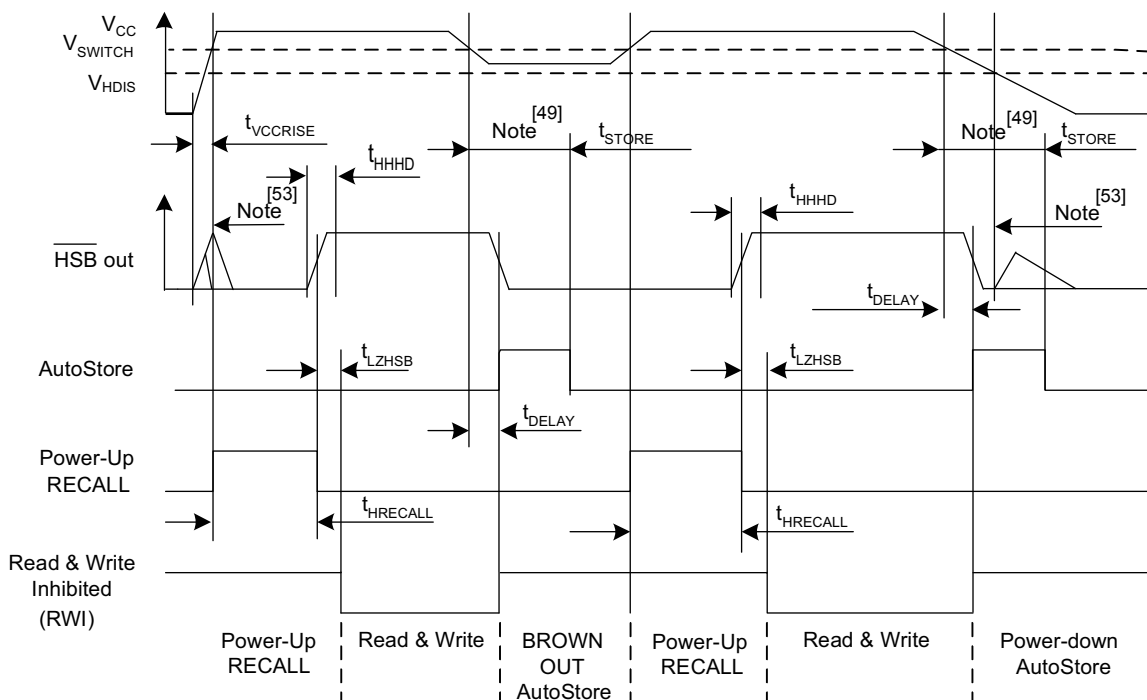 VCC
VSWITCH
VHDIS
tVCCRISE
Note[49]
tSTORE
Note[49]
tSTORE
tHHHD
tHHHD
Note[53]
Note[53]
HSB out
tDELAY
AutoStore
tLZHSB
tLZHSB
tDELAY
Power-Up
RECALL
tHRECALL
tHRECALL
Read & Write
Inhibited
(RWI)
Power-Up
RECALL
Read & Write
BROWN
OUT
AutoStore
Power-Up
RECALL
Read & Write
Power-down
AutoStore